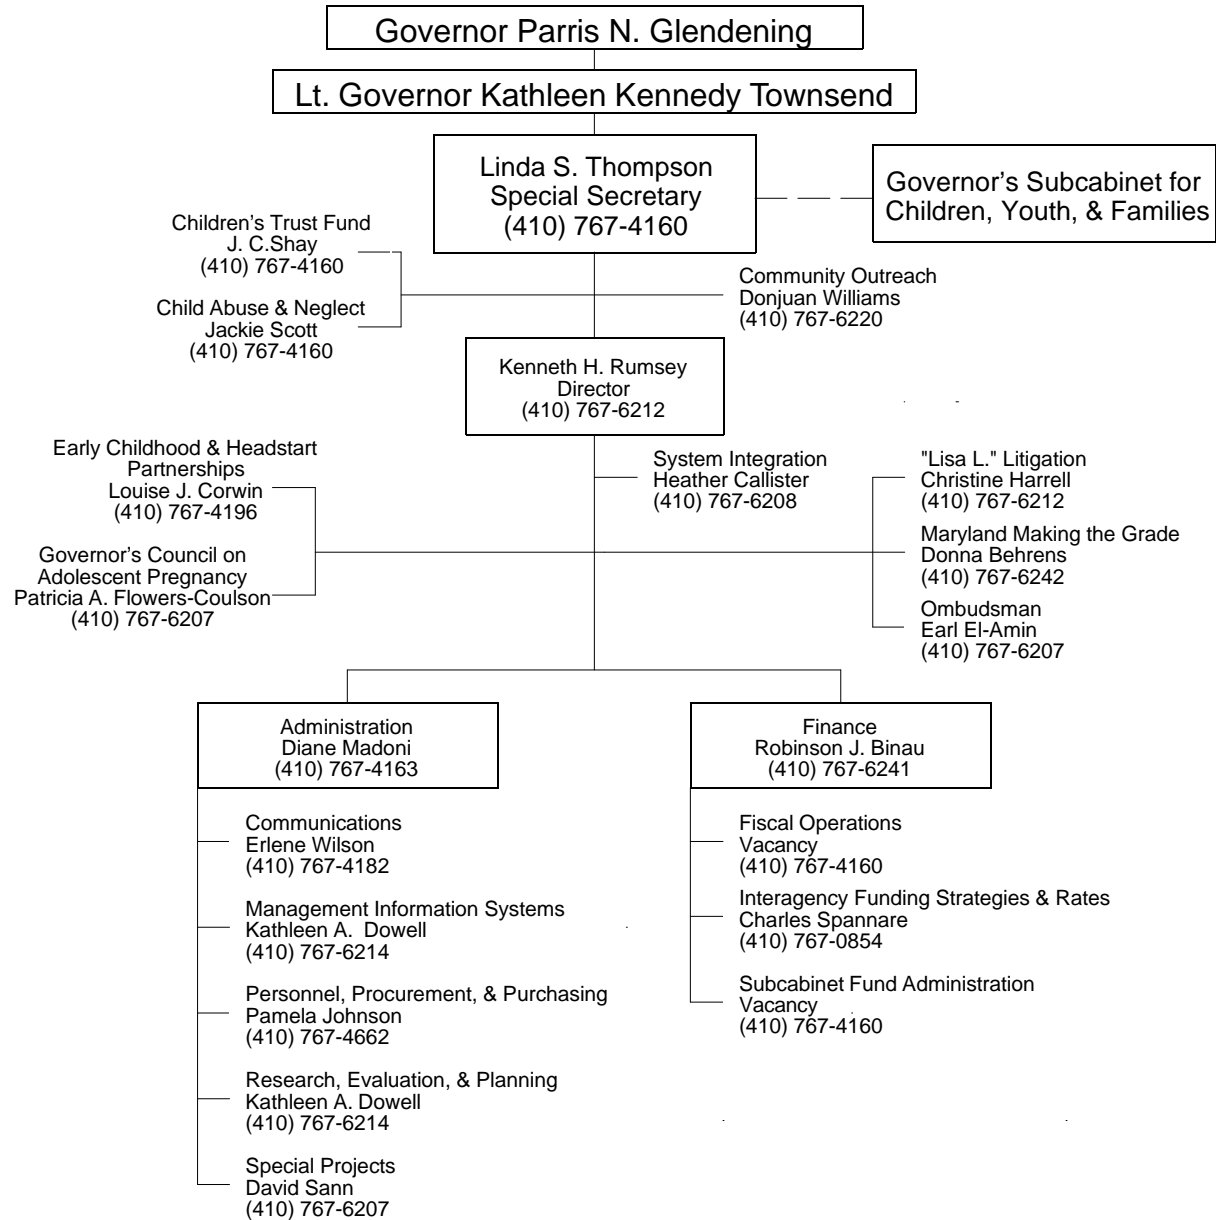 Governor Parris N. Glendening
Lt. Governor Kathleen Kennedy Townsend
Linda S. Thompson
Special Secretary
(410) 767-4160
Governor's Subcabinet for
Children, Youth, & Families
Children's Trust Fund
J. C.Shay
(410) 767-4160
Child Abuse & Neglect
Jackie Scott
(410) 767-4160
Community Outreach
Donjuan Williams
(410) 767-6220
Kenneth H. Rumsey
Director
(410) 767-6212
Early Childhood & Headstart
Partnerships
Louise J. Corwin
(410) 767-4196
Governor's Council on
Adolescent Pregnancy
Patricia A. Flowers-Coulson
(410) 767-6207
System Integration
Heather Callister
(410) 767-6208
"Lisa L." Litigation
Christine Harrell
(410) 767-6212
Maryland Making the Grade
Donna Behrens
(410) 767-6242
Ombudsman
Earl El-Amin
(410) 767-6207
Administration
Diane Madoni
(410) 767-4163
Communications
Erlene Wilson
(410) 767-4182
Management Information Systems
Kathleen A. Dowell
(410) 767-6214
Personnel, Procurement, & Purchasing
Pamela Johnson
(410) 767-4662
Research, Evaluation, & Planning
Kathleen A. Dowell
(410) 767-6214
Special Projects
David Sann
(410) 767-6207
Finance
Robinson J. Binau
(410) 767-6241
Fiscal Operations
Vacancy
(410) 767-4160
Interagency Funding Strategies & Rates
Charles Spannare
(410) 767-0854
Subcabinet Fund Administration
Vacancy
(410) 767-4160